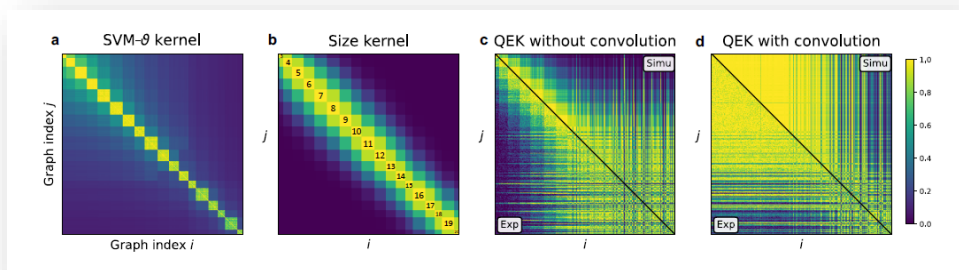 a SVM-ϑ kernel
b Size kernel
c QEK without convolution
d QEK with convolution
Graph index j
Graph index i
j
4
5
6
7
8
9
10
11
12
13
14
15
16
17
18
19
i
j
Simu
Exp
i
j
Simu
Exp
i
1,0
0.8
0.6
0.4
0.2
0.0